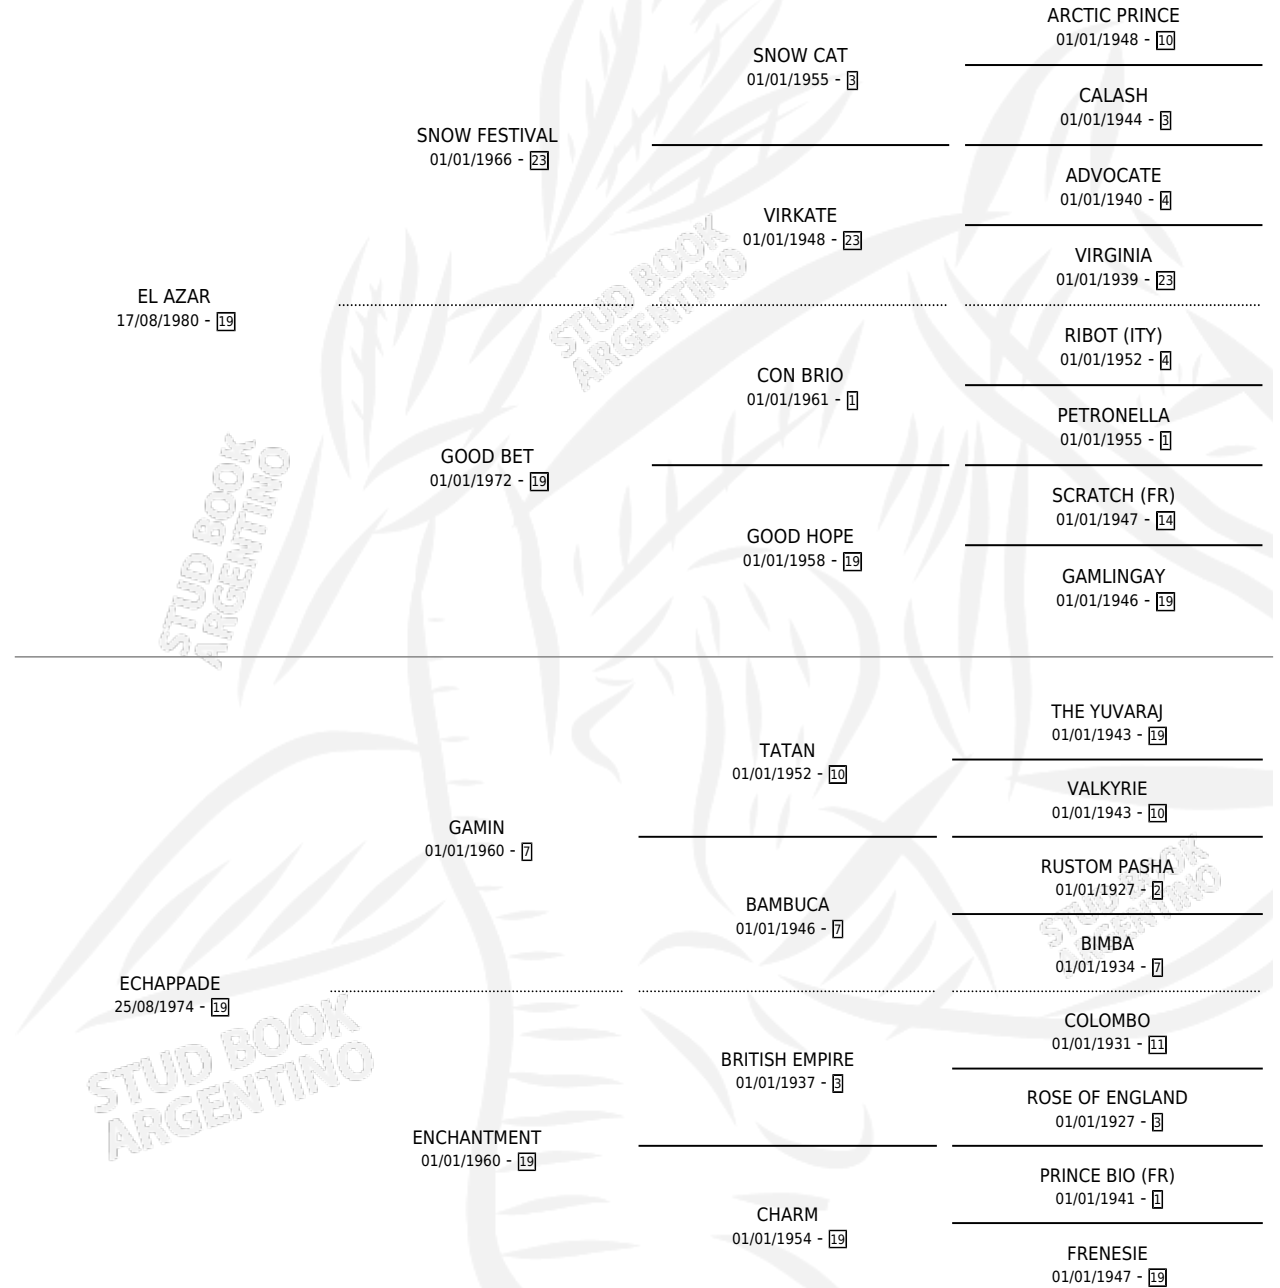 ARCTIC PRINCE
01/01/1948 - 10
SNOW CAT
01/01/1955 - 3
CALASH
01/01/1944 - 3
SNOW FESTIVAL
01/01/1966 - 23
ADVOCATE
01/01/1940 - 4
VIRKATE
01/01/1948 - 23
VIRGINIA
01/01/1939 - 23
EL AZAR
17/08/1980 - 19
RIBOT (ITY)
01/01/1952 - 4
CON BRIO
01/01/1961 - 1
PETRONELLA
01/01/1955 - 1
GOOD BET
01/01/1972 - 19
SCRATCH (FR)
01/01/1947 - 14
GOOD HOPE
01/01/1958 - 19
GAMLINGAY
01/01/1946 - 19
THE YUVARAJ
01/01/1943 - 19
TATAN
01/01/1952 - 10
VALKYRIE
01/01/1943 - 10
GAMIN
01/01/1960 - 7
RUSTOM PASHA
01/01/1927 - 2
BAMBUCA
01/01/1946 - 7
BIMBA
01/01/1934 - 7
ECHAPPADE
25/08/1974 - 19
COLOMBO
01/01/1931 - 11
BRITISH EMPIRE
01/01/1937 - 3
ROSE OF ENGLAND
01/01/1927 - 3
ENCHANTMENT
01/01/1960 - 19
PRINCE BIO (FR)
01/01/1941 - 1
CHARM
01/01/1954 - 19
FRENESIE
01/01/1947 - 19
STUD BOOK
ARGENTINO
STUD BOOK
ARGENTINO
STUD BOOK
ARGENTINO
STUD BOOK
ARGENTINO